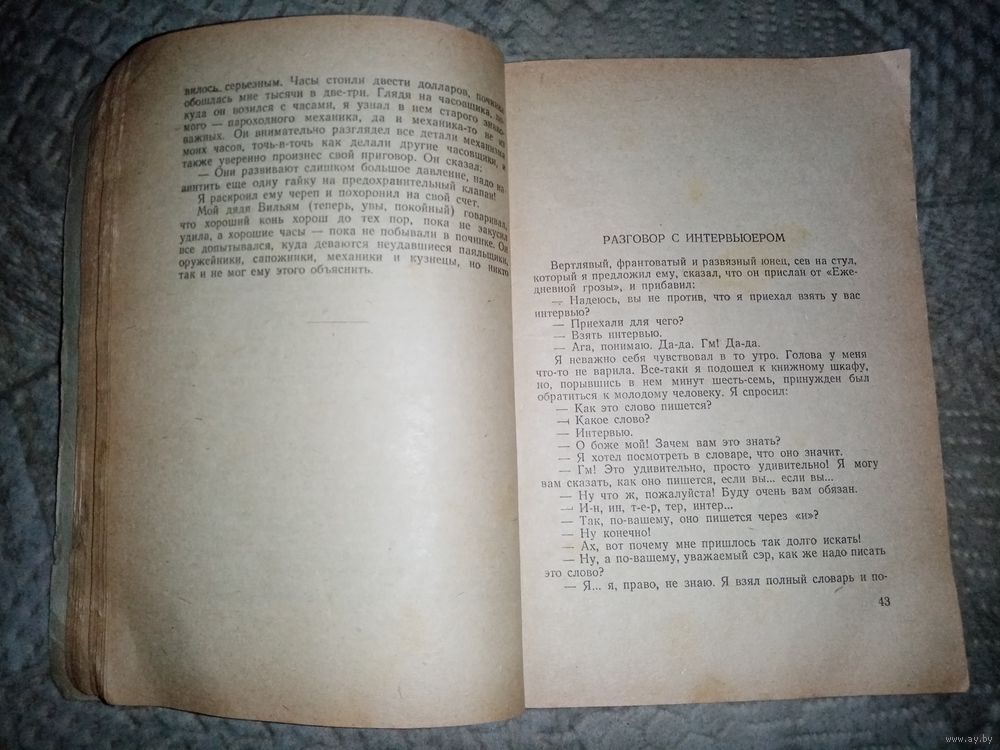 вилось серьезным. Часы стоили двести долларов, починка
обошлась мне тысячи в две-три. Глядя на часовщика, по-
куда он возился с часами, я узнал в нем старого знако-
мого — пароходного механика, да и механика-то не из
важных. Он внимательно разглядел все детали механизма
моих часов, точь-в-точь как делали другие часовщики, и
также уверенно произнес свой приговор. Он сказал:
— Они развивают слишком большое давление, надо на-
винтить еще одну гайку на предохранительный клапан!
Я раскроил ему череп и похоронил на свой счет.
Мой дядя Вильям (теперь, увы, покойный) говаривал,
что хороший конь хорош до тех пор, пока не закусил
удила, а хорошие часы — пока не побывали в починке. Он
все допытывался, куда деваются неудавшиеся паяльщики,
оружейники, сапожники, механики и кузнецы, но никто
так и не мог ему этого объяснить.
РАЗГОВОР С ИНТЕРВЬЮЕРОМ
Вертлявый, франтоватый и развязный юнец, сев на стул,
который я предложил ему, сказал, что он прислан от «Еже-
дневной грозы», и прибавил:
— Надеюсь, вы не против, что я приехал взять у вас
интервью?
— Приехали для чего?
— Взять интервью.
— Ага, понимаю. Да-да. Гм! Да-да.
Я неважно себя чувствовал в то утро. Голова у меня
что-то не варила. Все-таки я подошел к книжному шкафу,
но, порывшись в нем минут шесть-семь, принужден был
обратиться к молодому человеку. Я спросил:
— Как это слово пишется?
— Какое слово?
— Интервью.
— О боже мой! Зачем вам это знать?
— Я хотел посмотреть в словаре, что оно значит.
— Гм! Это удивительно, просто удивительно! Я могу
вам сказать, как оно пишется, если вы... если вы...
— Ну что ж, пожалуйста! Буду очень вам обязан.
— И-н, ин, т-е-р, тер, интер...
— Так, по-вашему, оно пишется через «и»?
— Ну конечно!
— Ах, вот почему мне пришлось так долго искать!
— Ну, а по-вашему, уважаемый сэр, как же надо писать
это слово?
— Я... я, право, не знаю. Я взял полный словарь и по-
43
www.ay.by